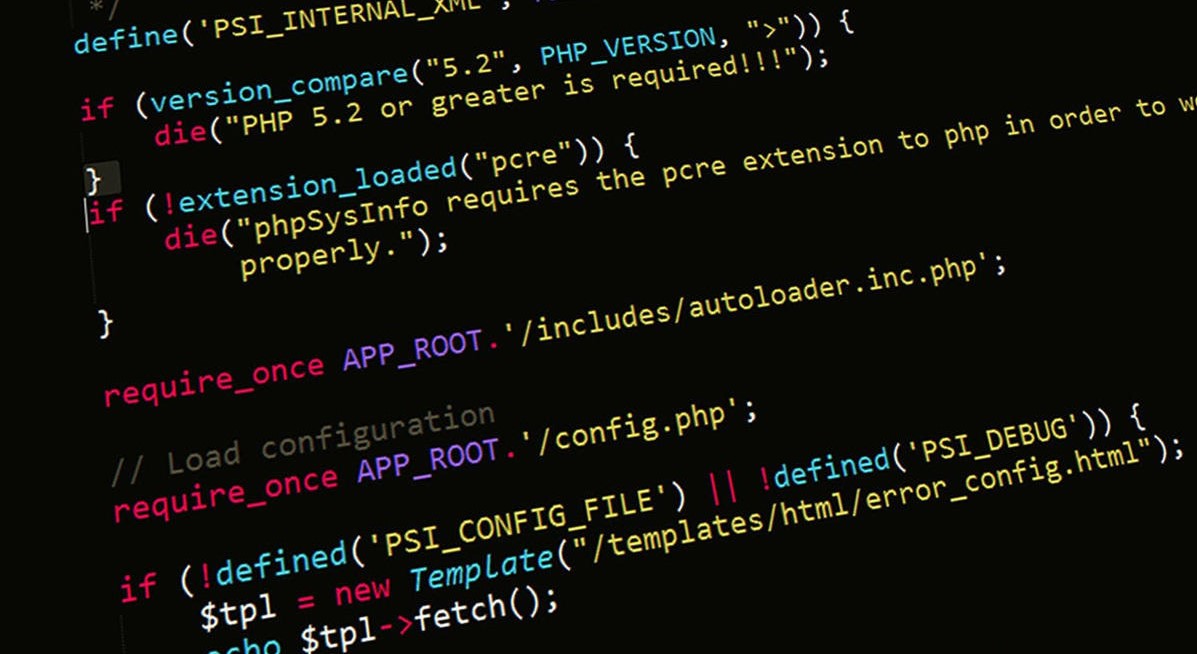 */
define('PSI_INTERNAL_XML',
if (version_compare("5.2", PHP_VERSION, ">")) {
die("PHP 5.2 or greater is required!!!");
}
if (!extension_loaded("pcre")) {
die("phpSysInfo requires the pcre extension to php in order to
properly.");
}
require_once APP_ROOT.'/includes/autoloader.inc.php';
// Load configuration
require_once APP_ROOT.'/config.php';
if (!defined('PSI_CONFIG_FILE') || !defined('PSI_DEBUG')) {
$tpl = new Template("/templates/html/error_config.html");
echo $tpl->fetch();